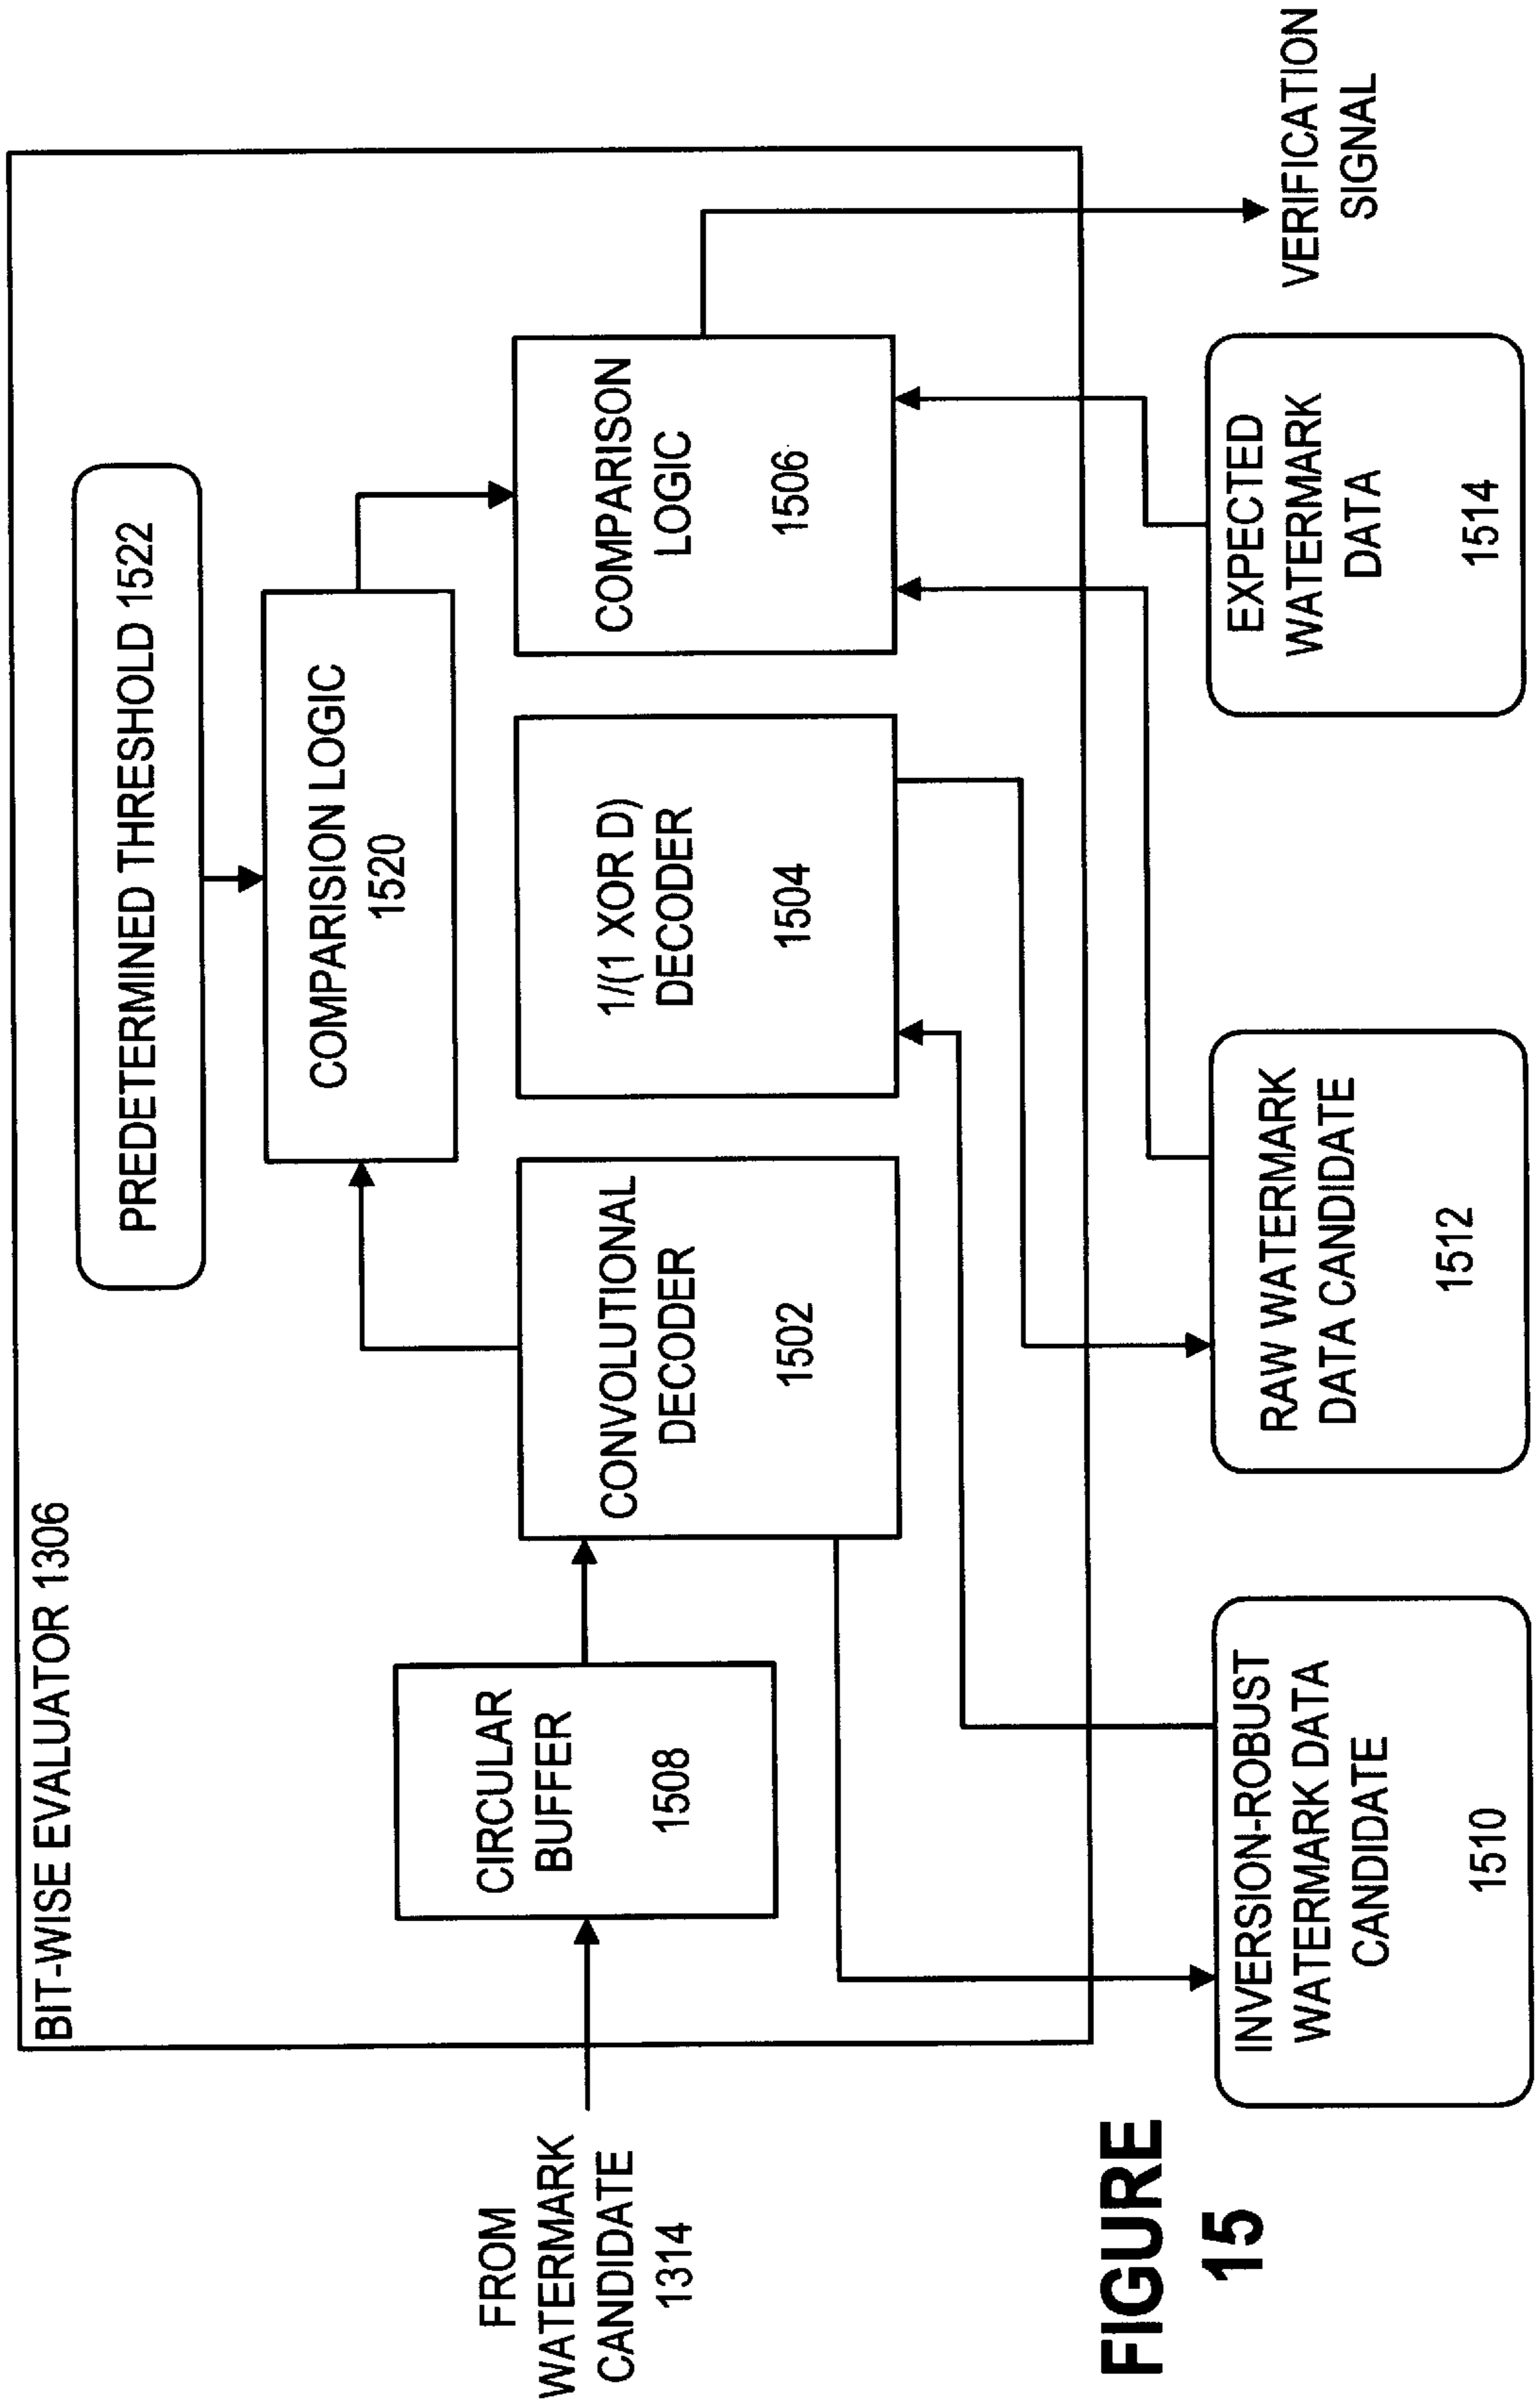 BIT-WISE EVALUATOR 1306
PREDETERMINED THRESHOLD 1522
COMPARISION LOGIC
1520
FROM
WATERMARK
CANDIDATE
1314
CIRCULAR
BUFFER
1508
CONVOLUTIONAL
DECODER
1502
1/(1 XOR D)
DECODER
1504
COMPARISON
LOGIC
1506
INVERSION-ROBUST
WATERMARK DATA
CANDIDATE
1510
RAW WATERMARK
DATA CANDIDATE
1512
EXPECTED
WATERMARK
DATA
1514
VERIFICATION
SIGNAL
FIGURE
15